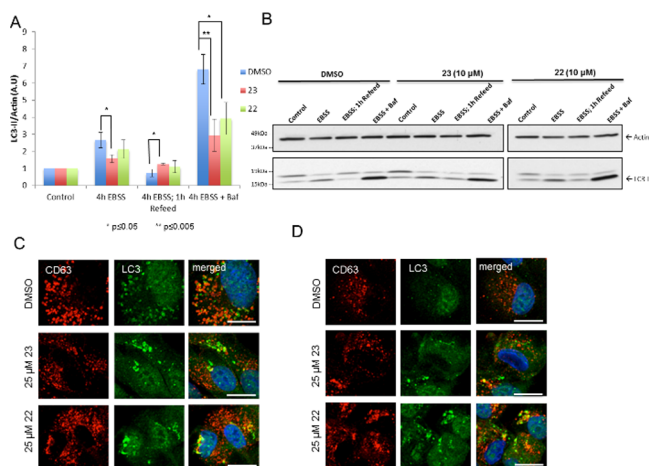 A
LC3-II/Actin (A.U)
9
8
7
6
5
4
3
2
1
0
*
*
**
*
DMSO
23
22
Control
4h EBSS
4h EBSS; 1h Refeed
4h EBSS + Baf
* p≤0.05
** p≤0.005
B
DMSO
23 (10 μM)
22 (10 μM)
Control
EBSS
EBSS; 1h Refeed
EBSS + Baf
Control
EBSS
EBSS; 1h Refeed
EBSS + Baf
Control
EBSS
EBSS; 1h Refeed
EBSS + Baf
49kDa
37kDa
←Actin
15kDa
C
CD63
LC3
merged
DMSO
25 μM 23
25 μM 22
D
CD63
LC3
merged
DMSO
25 μM 23
25 μM 22